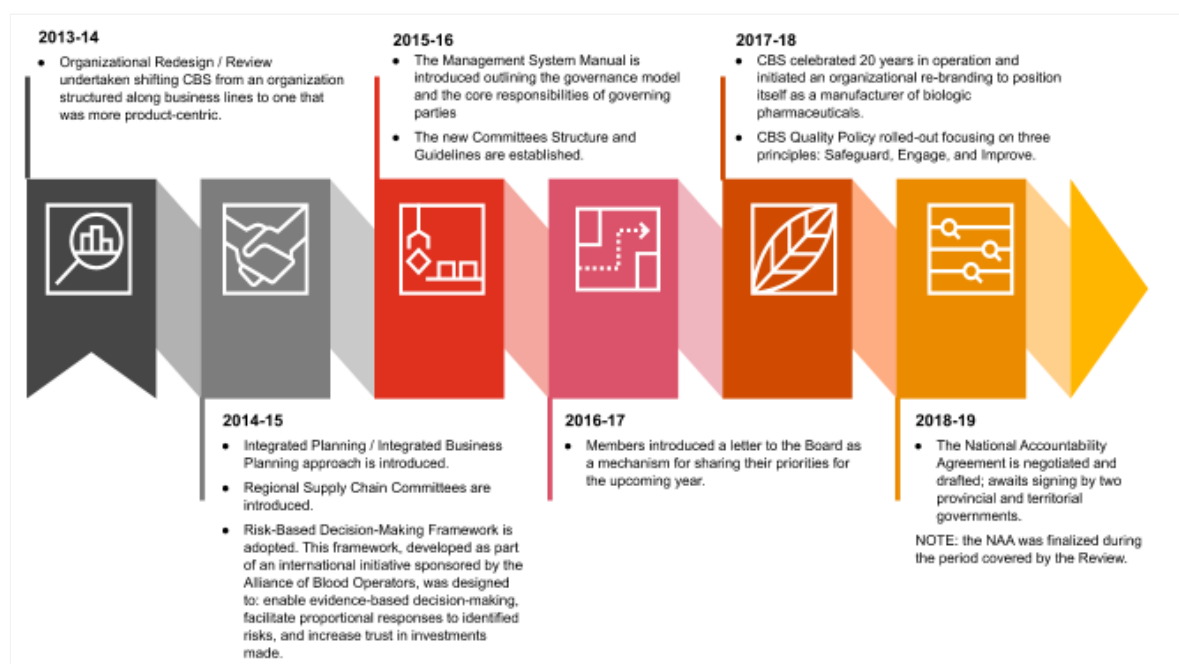 2013-14
● Organizational Redesign / Review
undertaken shifting CBS from an organization
structured along business lines to one that
was more product-centric.
2015-16
● The Management System Manual is
introduced outlining the governance model
and the core responsibilities of governing
parties
● The new Committees Structure and
Guidelines are established.
2017-18
● CBS celebrated 20 years in operation and
initiated an organizational re-branding to position
itself as a manufacturer of biologic
pharmaceuticals.
● CBS Quality Policy rolled-out focusing on three
principles: Safeguard, Engage, and Improve.
2014-15
● Integrated Planning / Integrated Business
Planning approach is introduced.
● Regional Supply Chain Committees are
introduced.
● Risk-Based Decision-Making Framework is
adopted. This framework, developed as part
of an international initiative sponsored by the
Alliance of Blood Operators, was designed
to: enable evidence-based decision-making,
facilitate proportional responses to identified
risks, and increase trust in investments
made.
2016-17
● Members introduced a letter to the Board as
a mechanism for sharing their priorities for
the upcoming year.
2018-19
● The National Accountability
Agreement is negotiated and
drafted; awaits signing by two
provincial and territorial
governments.
NOTE: the NAA was finalized during
the period covered by the Review.